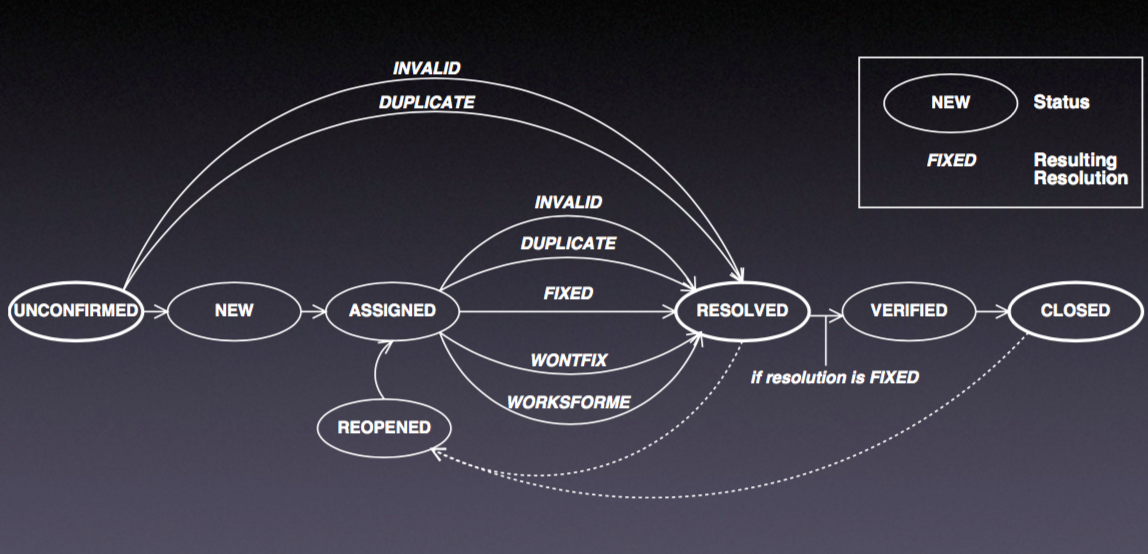 INVALID
DUPLICATE
NEW
Status
FIXED
Resulting
Resolution
INVALID
DUPLICATE
FIXED
UNCONFIRMED
NEW
ASSIGNED
RESOLVED
VERIFIED
CLOSED
WONTFIX
if resolution is FIXED
WORKSFORME
REOPENED